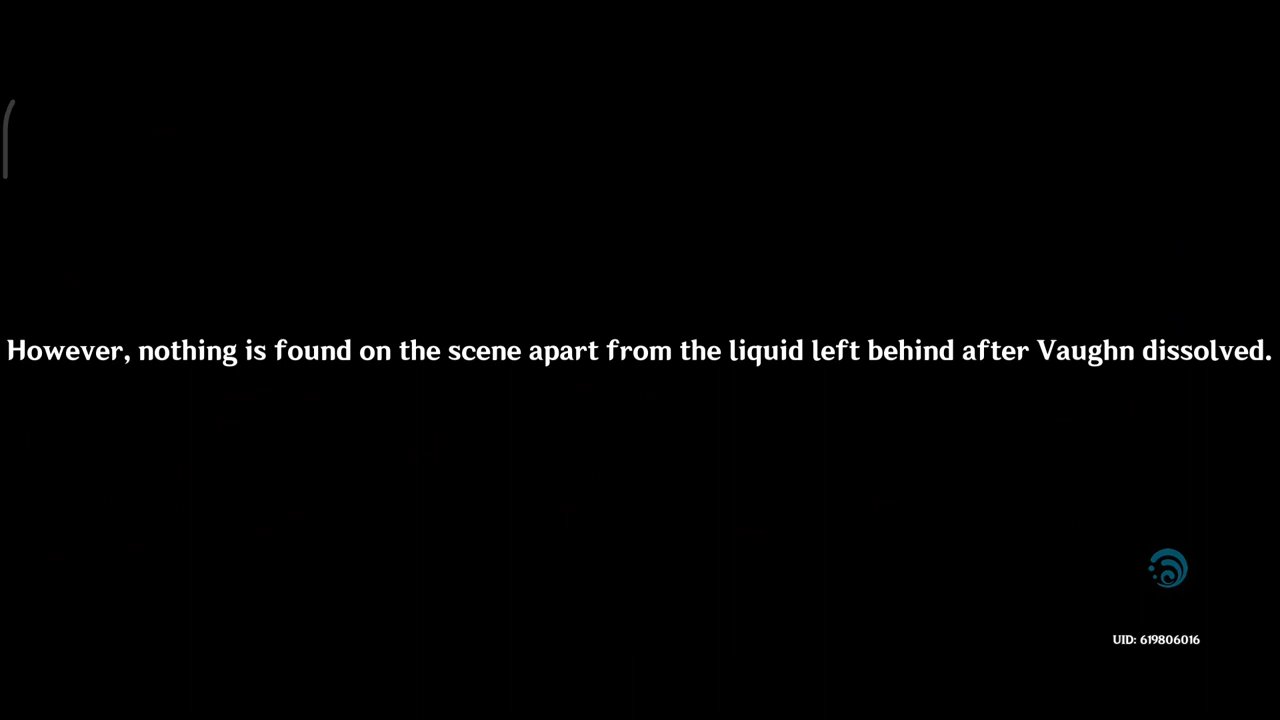 However, nothing is found on the scene apart from the liquid left behind after Vaughn dissolved.
UID: 619806016